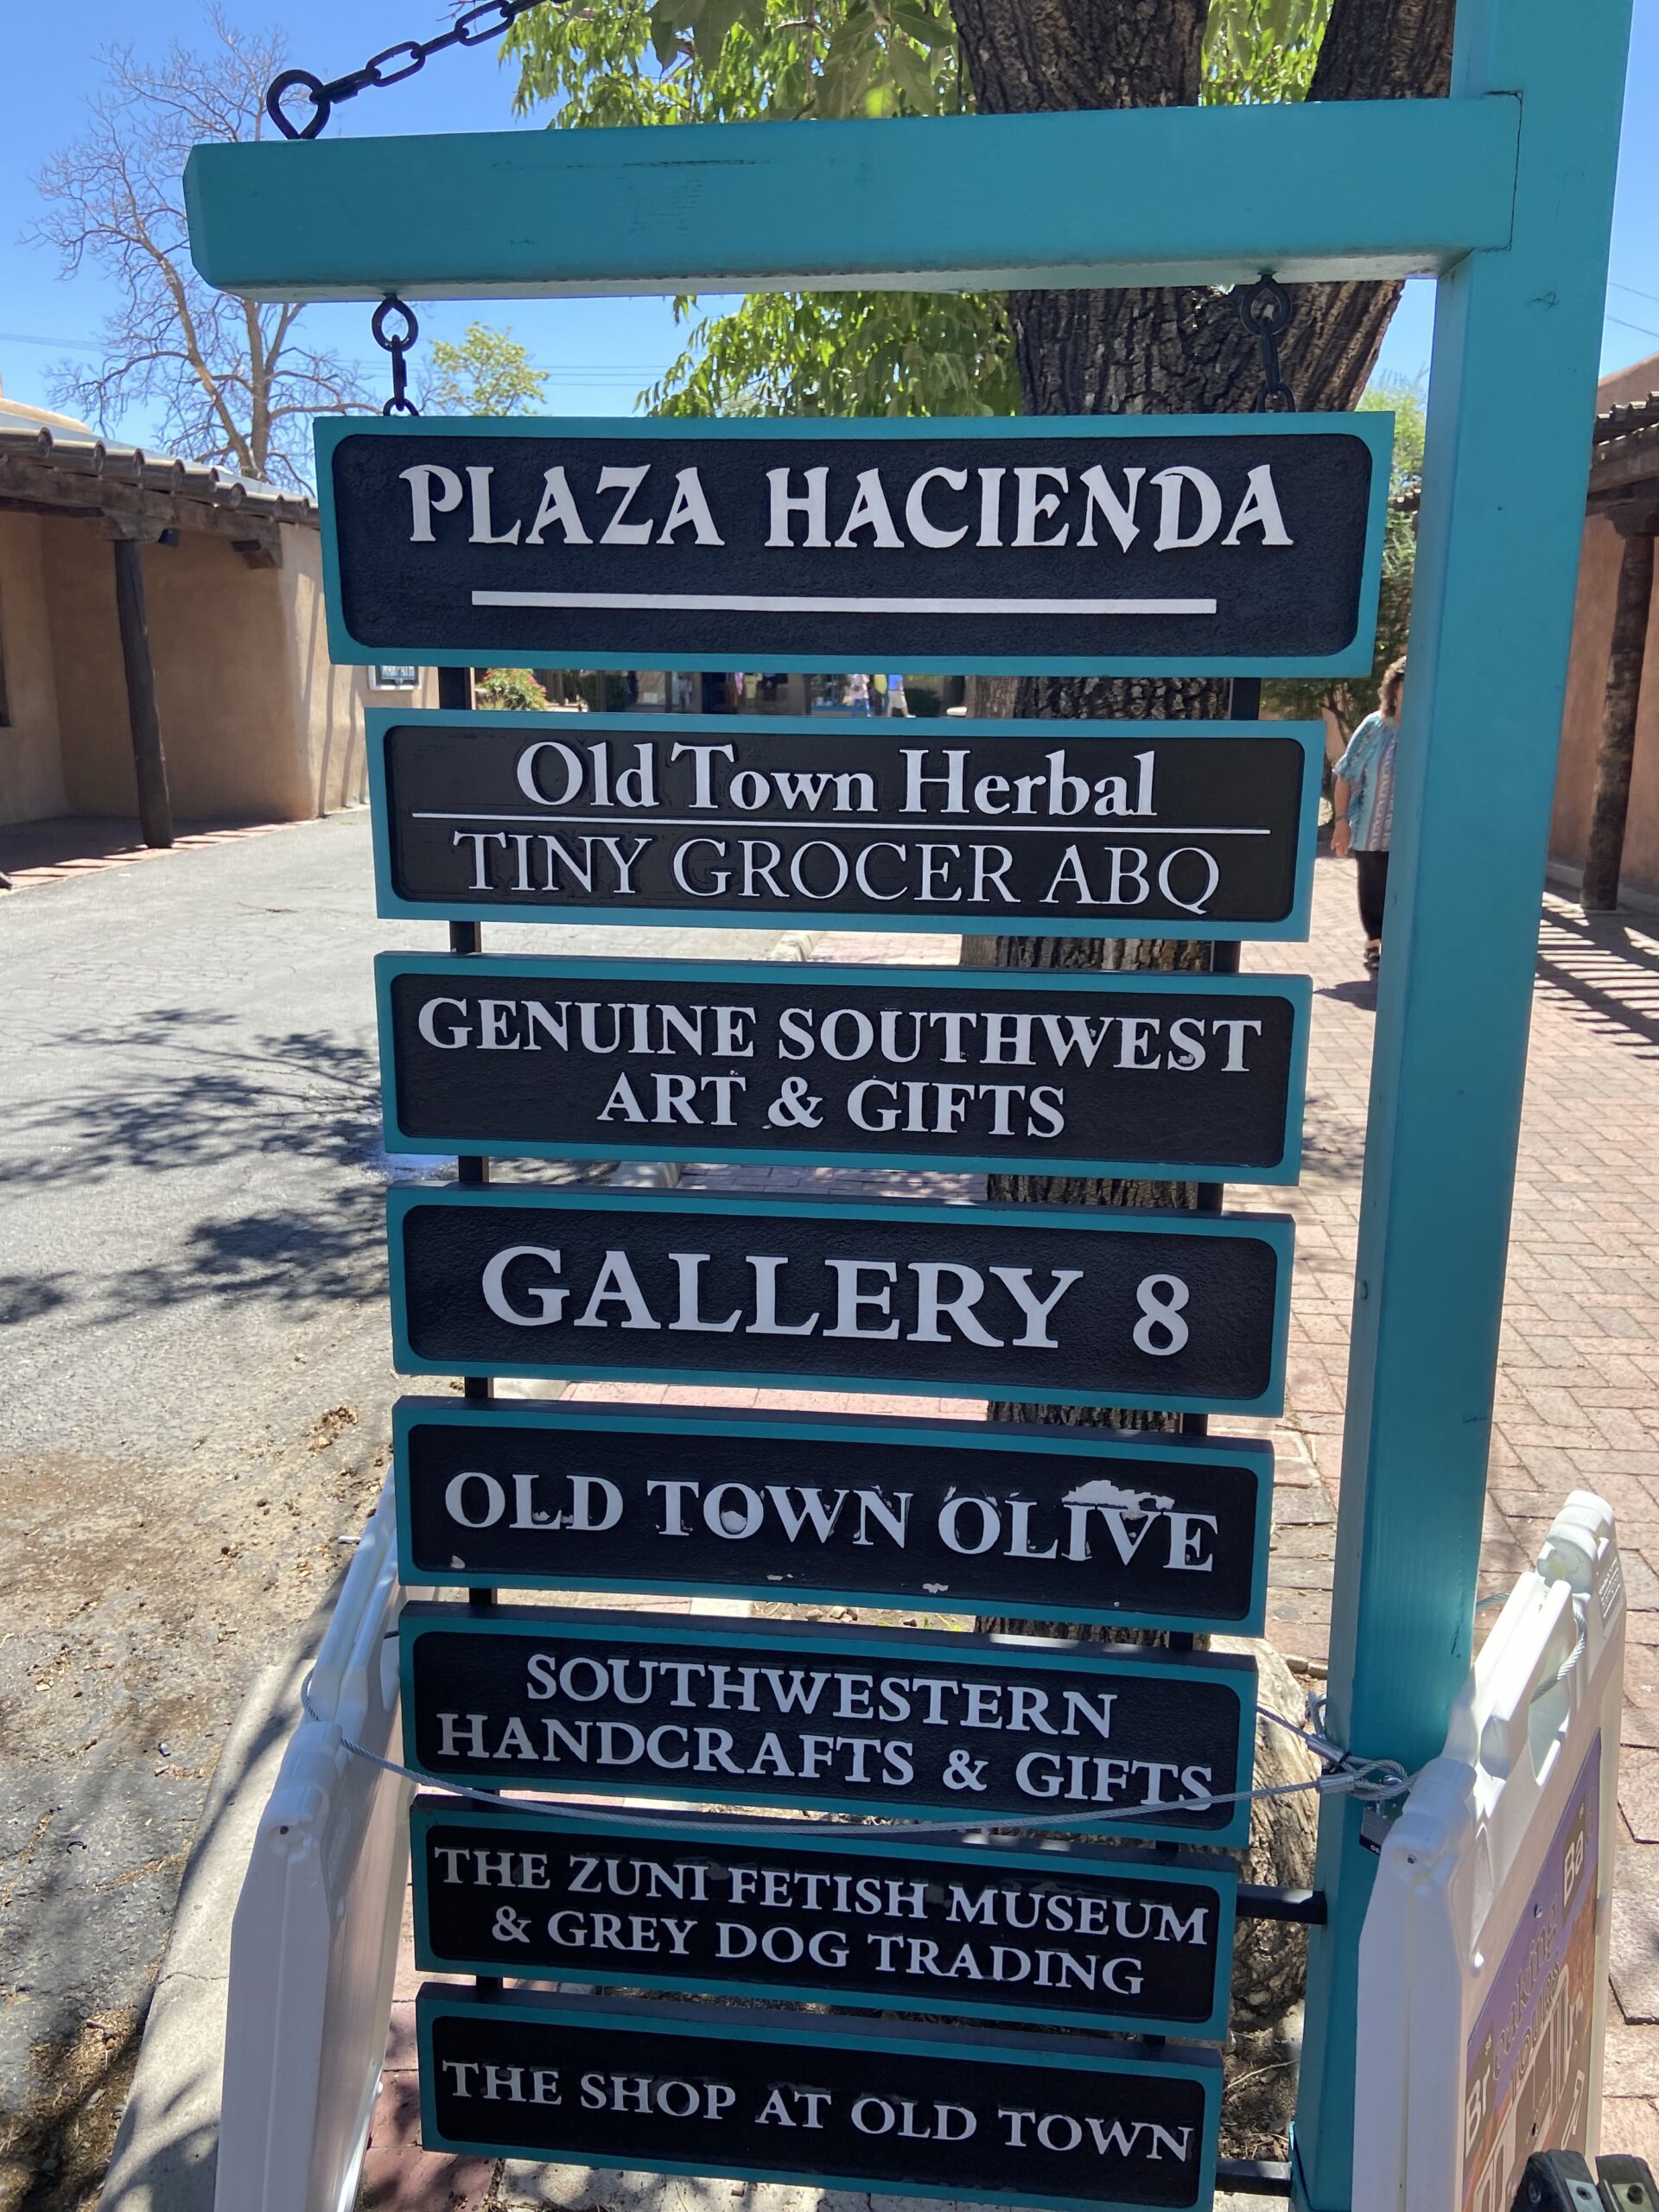 PLAZA HACIENDA
Old Town Herbal
TINY GROCER ABQ
GENUINE SOUTHWEST
ART & GIFTS
GALLERY 8
OLD TOWN OLIVE
SOUTHWESTERN
HANDCRAFTS & GIFTS
THE ZUNI FETISH MUSEUM
& GREY DOG TRADING
THE SHOP AT OLD TOWN